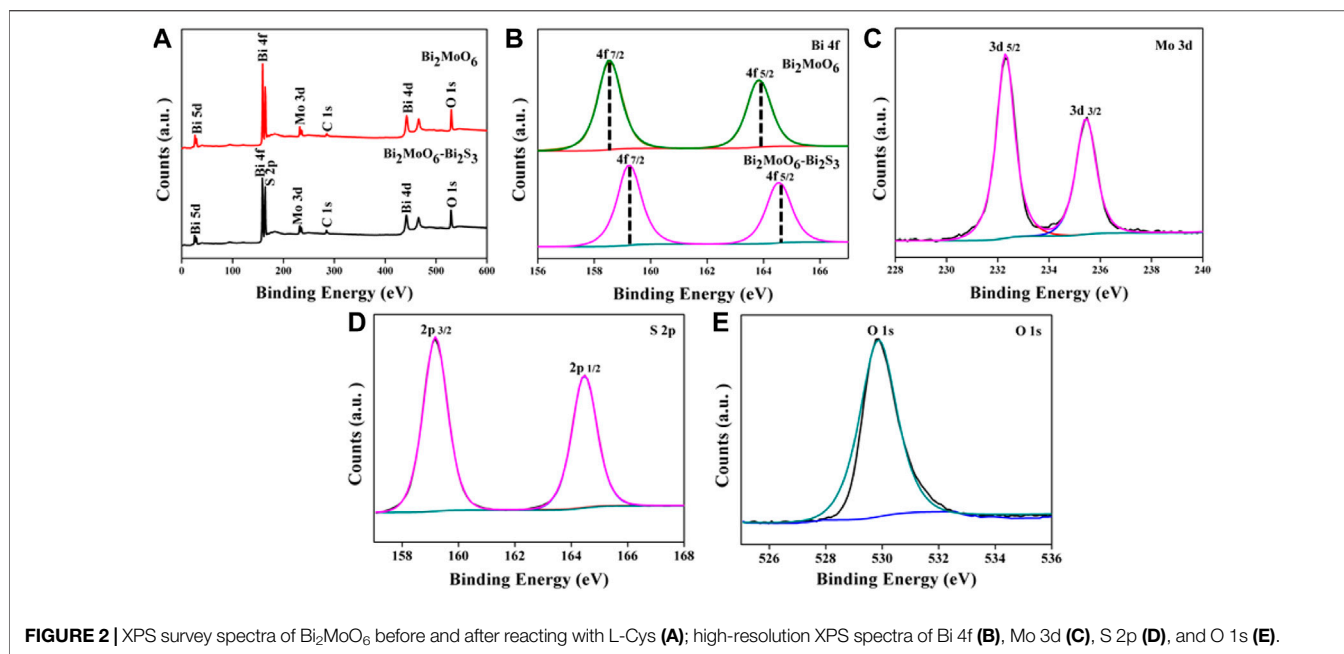 A
Counts (a.u.)
Bi 5d
Bi 4f
Mo 3d
C 1s
Bi 4d
O 1s
Bi₂MoO₆
Bi 5d
Bi 4f
S 2p
Mo 3d
C 1s
Bi 4d
O 1s
Bi₂MoO₆-Bi₂S₃
0 100 200 300 400 500 600
Binding Energy (eV)
B
Counts (a.u.)
4f 7/2
4f 5/2
Bi 4f
Bi₂MoO₆
4f 7/2
Bi₂MoO₆-Bi₂S₃
4f 5/2
156 158 160 162 164 166
Binding Energy (eV)
C
Counts (a.u.)
3d 5/2
3d 3/2
Mo 3d
228 230 232 234 236 238 240
Binding Energy (eV)
D
Counts (a.u.)
2p 3/2
2p 1/2
S 2p
158 160 162 164 166 168
Binding Energy (eV)
E
Counts (a.u.)
O 1s
O 1s
526 528 530 532 534 536
Binding Energy (eV)
FIGURE 2 | XPS survey spectra of Bi₂MoO₆ before and after reacting with L-Cys (A); high-resolution XPS spectra of Bi 4f (B), Mo 3d (C), S 2p (D), and O 1s (E).